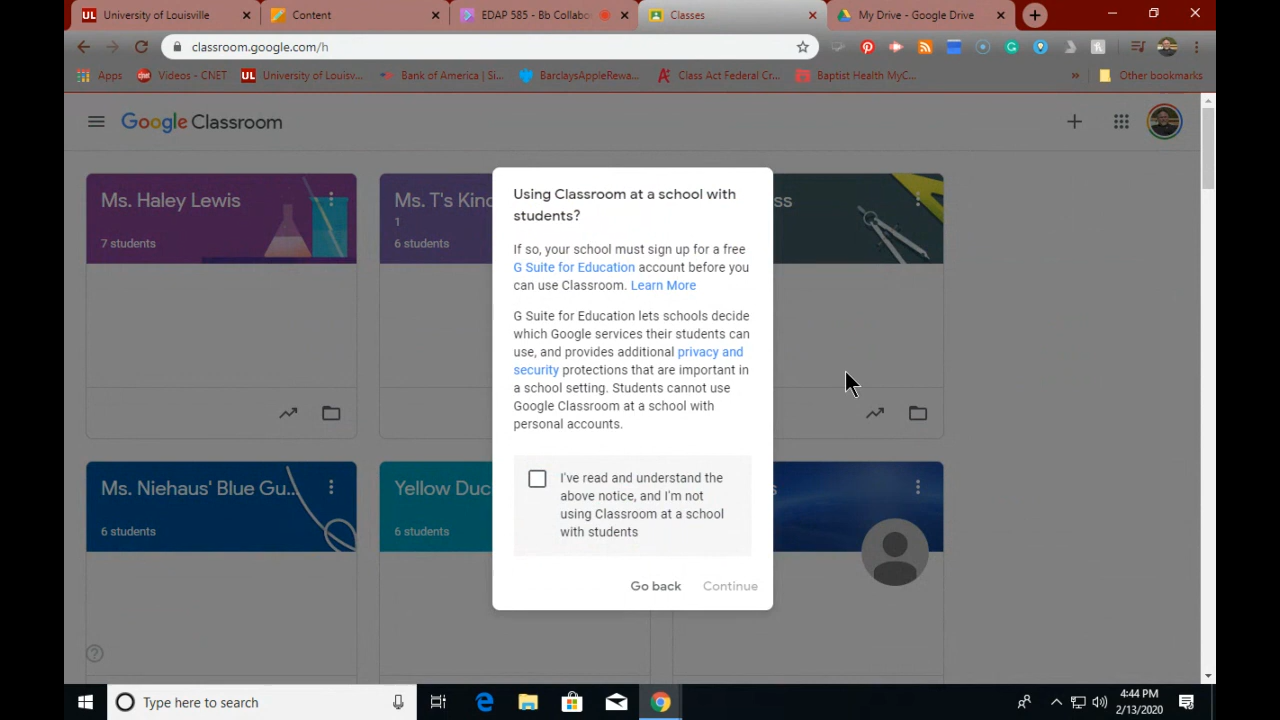 University of Louisville
Content
EDAP 585 - Bb Collabo
Classes
My Drive - Google Drive
classroom.google.com/h
Apps
Videos - CNET
University of Louisv...
Bank of America | Si...
BarclaysAppleRewa...
Class Act Federal Cr...
Baptist Health MyC...
»
Other bookmarks
Google Classroom
Ms. Haley Lewis
7 students
Ms. T's Kin
1
6 students
ss
Using Classroom at a school with
students?
If so, your school must sign up for a free
G Suite for Education account before you
can use Classroom. Learn More
G Suite for Education lets schools decide
which Google services their students can
use, and provides additional privacy and
security protections that are important in
a school setting. Students cannot use
Google Classroom at a school with
personal accounts.
I've read and understand the
above notice, and I'm not
using Classroom at a school
with students
Go back
Continue
Ms. Niehaus' Blue Gu...
6 students
Yellow Duc
6 students
s
Type here to search
4:44 PM
2/13/2020